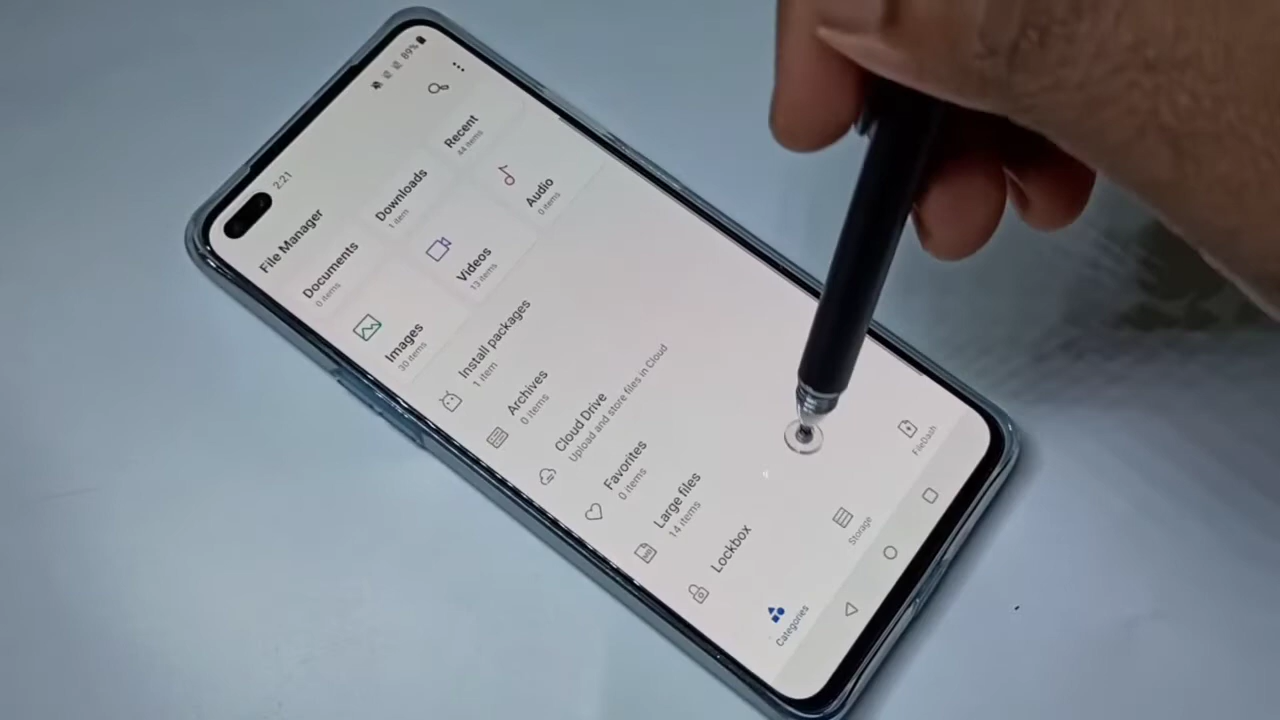 2:21
89%
File Manager
Documents
0 items
Downloads
1 item
Recent
44 items
Images
30 items
Videos
13 items
Audio
0 items
Install packages
1 item
Archives
0 items
Cloud Drive
Upload and store files in Cloud
Favorites
0 items
Large files
14 items
Lockbox
Categories
Storage
FileDash